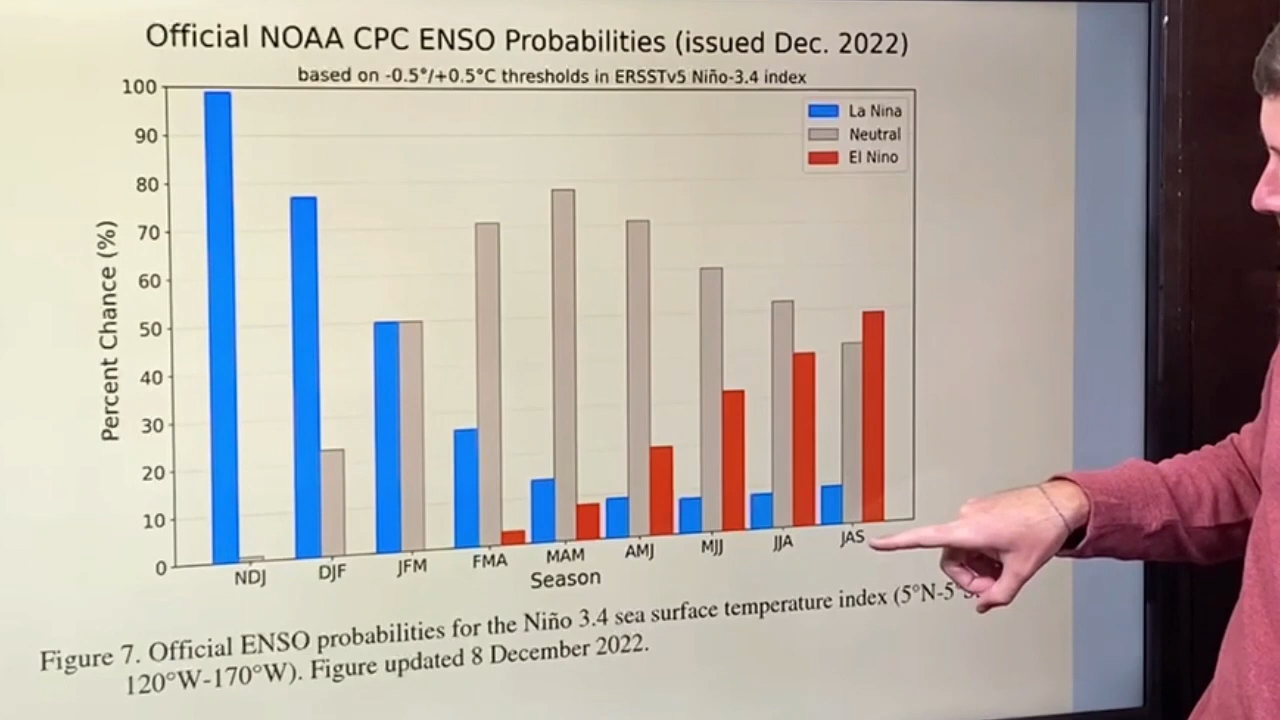 Official NOAA CPC ENSO Probabilities (issued Dec. 2022)
based on -0.5°/+0.5°C thresholds in ERSSTv5 Niño-3.4 index
Percent Chance (%)
100
90
80
70
60
50
40
30
20
10
0
La Nina
Neutral
El Nino
NDJ
DJF
JFM
FMA
MAM
AMJ
MJJ
JJA
JAS
Season
Figure 7. Official ENSO probabilities for the Niño 3.4 sea surface temperature index (5°N-5°S.
120°W-170°W). Figure updated 8 December 2022.